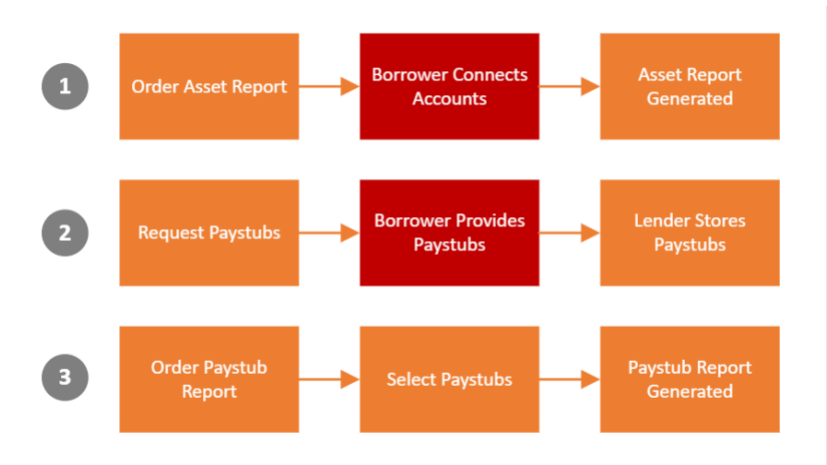 1
Order Asset Report
Borrower Connects
Accounts
Asset Report
Generated
2
Request Paystubs
Borrower Provides
Paystubs
Lender Stores
Paystubs
3
Order Paystub
Report
Select Paystubs
Paystub Report
Generated